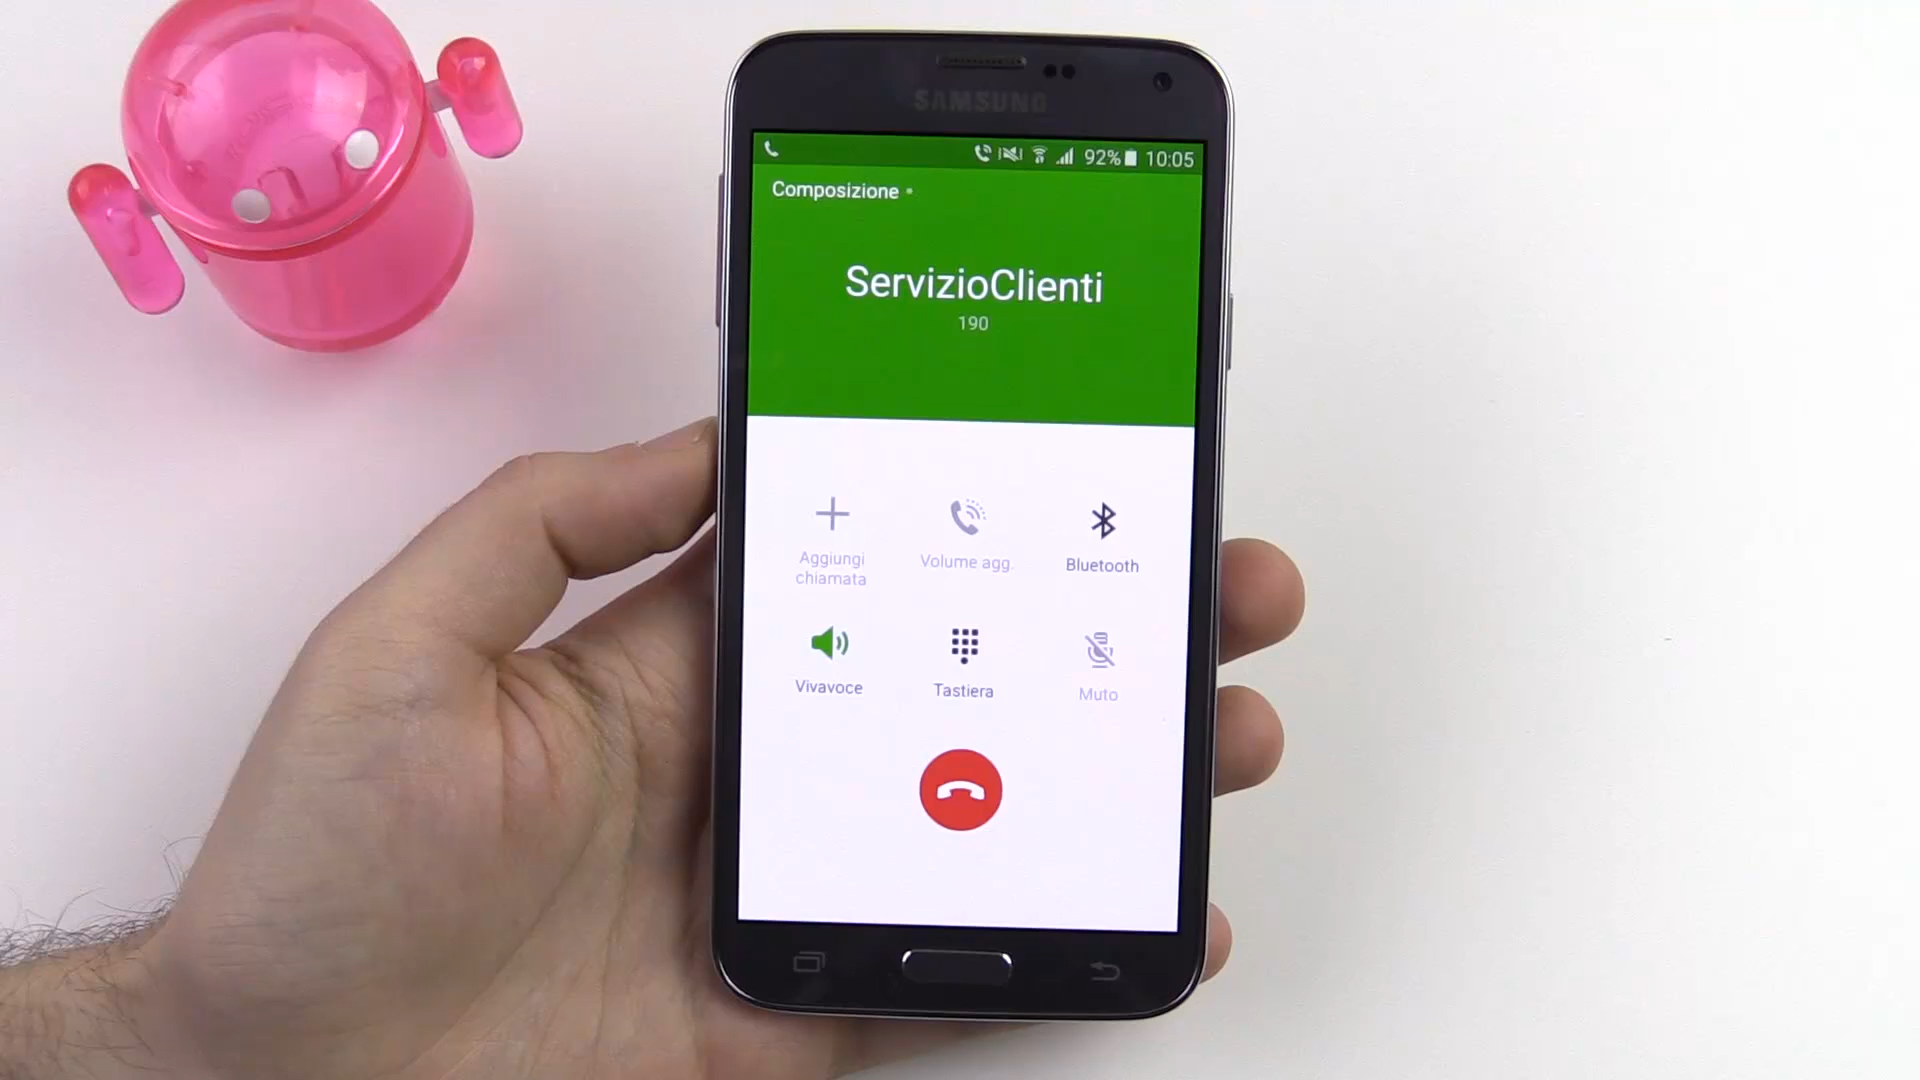 SAMSUNG
92% 10:05
Composizione
ServizioClienti
190
Aggiungi
chiamata
Volume agg.
Bluetooth
Vivavoce
Tastiera
Muto